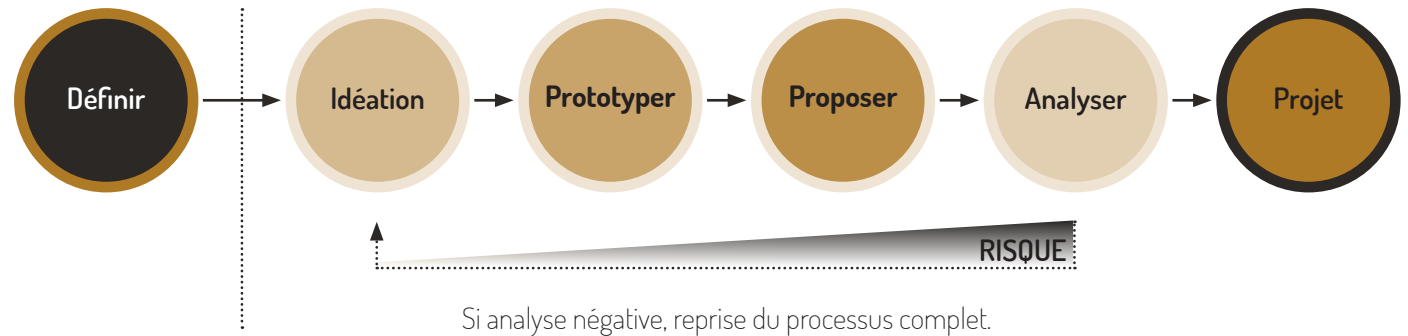 Définir
Idéation
Prototyper
Proposer
Analyser
Projet
RISQUE
Si analyse négative, reprise du processus complet.